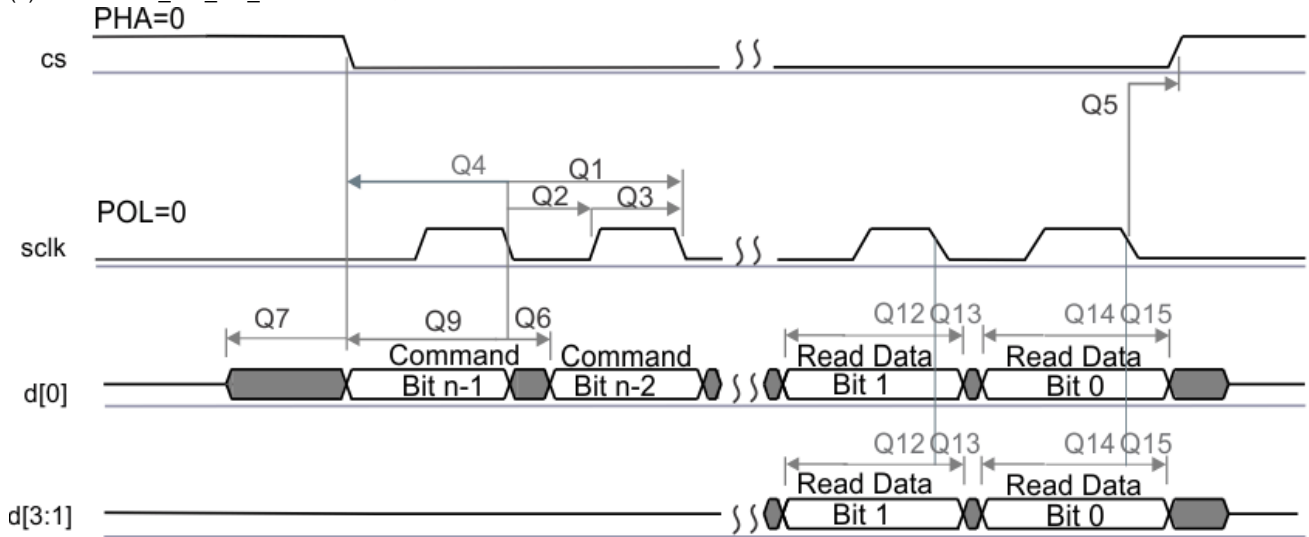 PHA=0
cs
Q5
Q4 Q1
Q2 Q3
POL=0
sclk
Q7 Q9 Q6 Q12 Q13 Q14 Q15
Command Command Read Data Read Data
d[0] Bit n-1 Bit n-2 Bit 1 Bit 0
Q12 Q13 Q14 Q15
Read Data Read Data
d[3:1] Bit 1 Bit 0